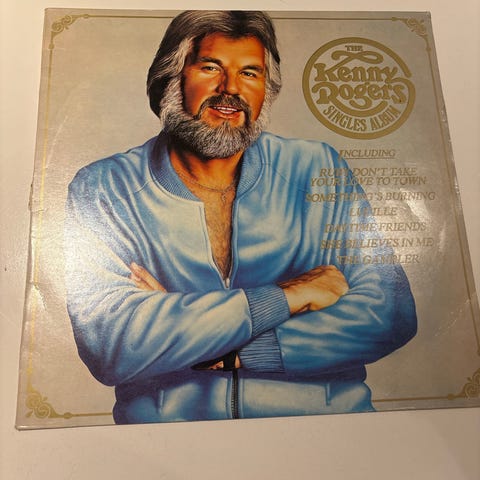 THE
Kenny
Rogers
SINGLES ALBUM
INCLUDING
RUBY DON'T TAKE
YOUR LOVE TO TOWN
SOMETHING'S BURNING
LUCILLE
DAYTIME FRIENDS
SHE BELIEVES IN ME
THE GAMBLER